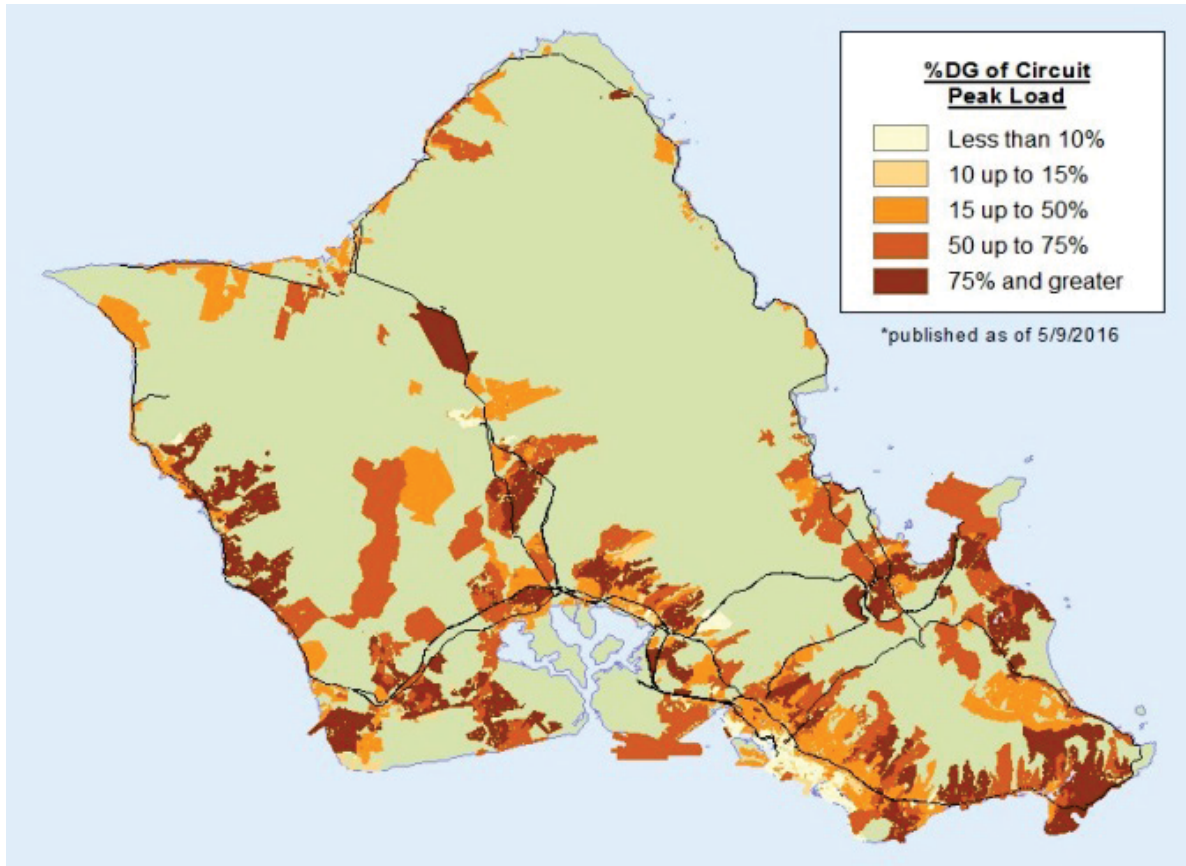 %DG of Circuit
Peak Load
Less than 10%
10 up to 15%
15 up to 50%
50 up to 75%
75% and greater
*published as of 5/9/2016